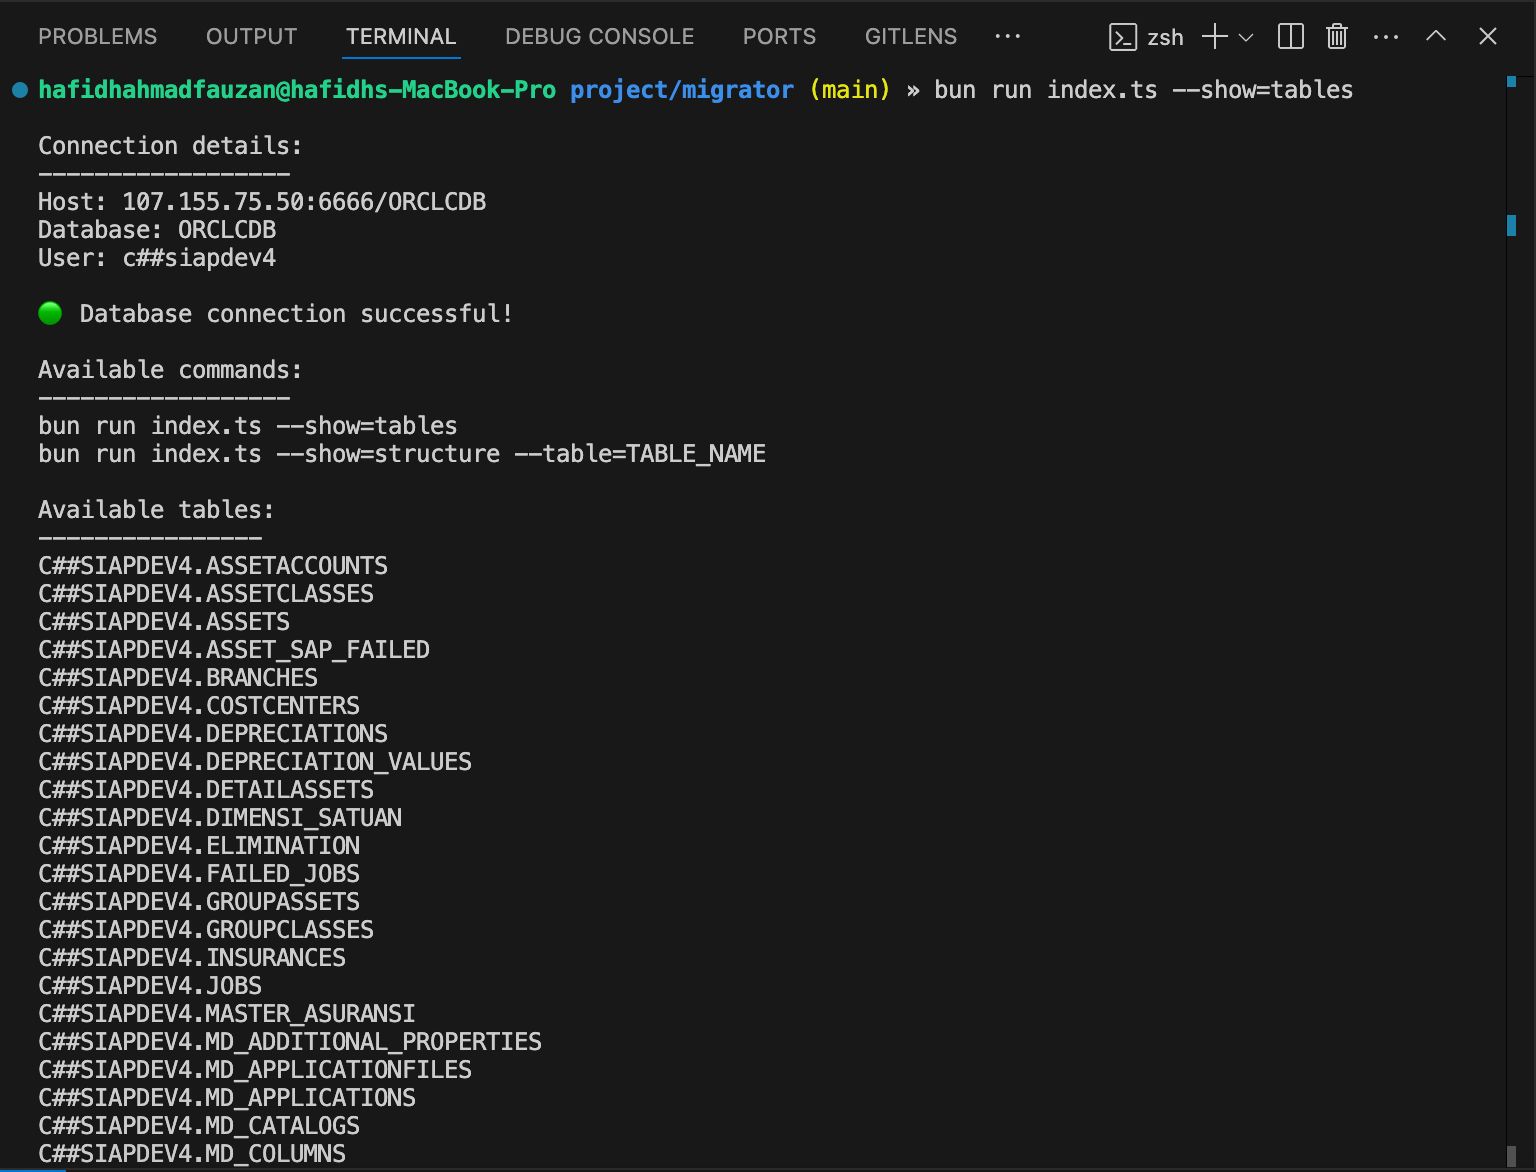 PROBLEMS OUTPUT TERMINAL DEBUG CONSOLE PORTS GITLENS ... zsh
hafidhahmadfauzan@hafidhs-MacBook-Pro project/migrator (main) » bun run index.ts --show=tables
Connection details:
------------------
Host: 107.155.75.50:6666/ORCLCDB
Database: ORCLCDB
User: c##siapdev4
Database connection successful!
Available commands:
------------------
bun run index.ts --show=tables
bun run index.ts --show=structure --table=TABLE_NAME
Available tables:
----------------
C##SIAPDEV4.ASSETACCOUNTS
C##SIAPDEV4.ASSETCLASSES
C##SIAPDEV4.ASSETS
C##SIAPDEV4.ASSET_SAP_FAILED
C##SIAPDEV4.BRANCHES
C##SIAPDEV4.COSTCENTERS
C##SIAPDEV4.DEPRECIATIONS
C##SIAPDEV4.DEPRECIATION_VALUES
C##SIAPDEV4.DETAILASSETS
C##SIAPDEV4.DIMENSI_SATUAN
C##SIAPDEV4.ELIMINATION
C##SIAPDEV4.FAILED_JOBS
C##SIAPDEV4.GROUPASSETS
C##SIAPDEV4.GROUPCLASSES
C##SIAPDEV4.INSURANCES
C##SIAPDEV4.JOBS
C##SIAPDEV4.MASTER_ASURANSI
C##SIAPDEV4.MD_ADDITIONAL_PROPERTIES
C##SIAPDEV4.MD_APPLICATIONFILES
C##SIAPDEV4.MD_APPLICATIONS
C##SIAPDEV4.MD_CATALOGS
C##SIAPDEV4.MD_COLUMNS